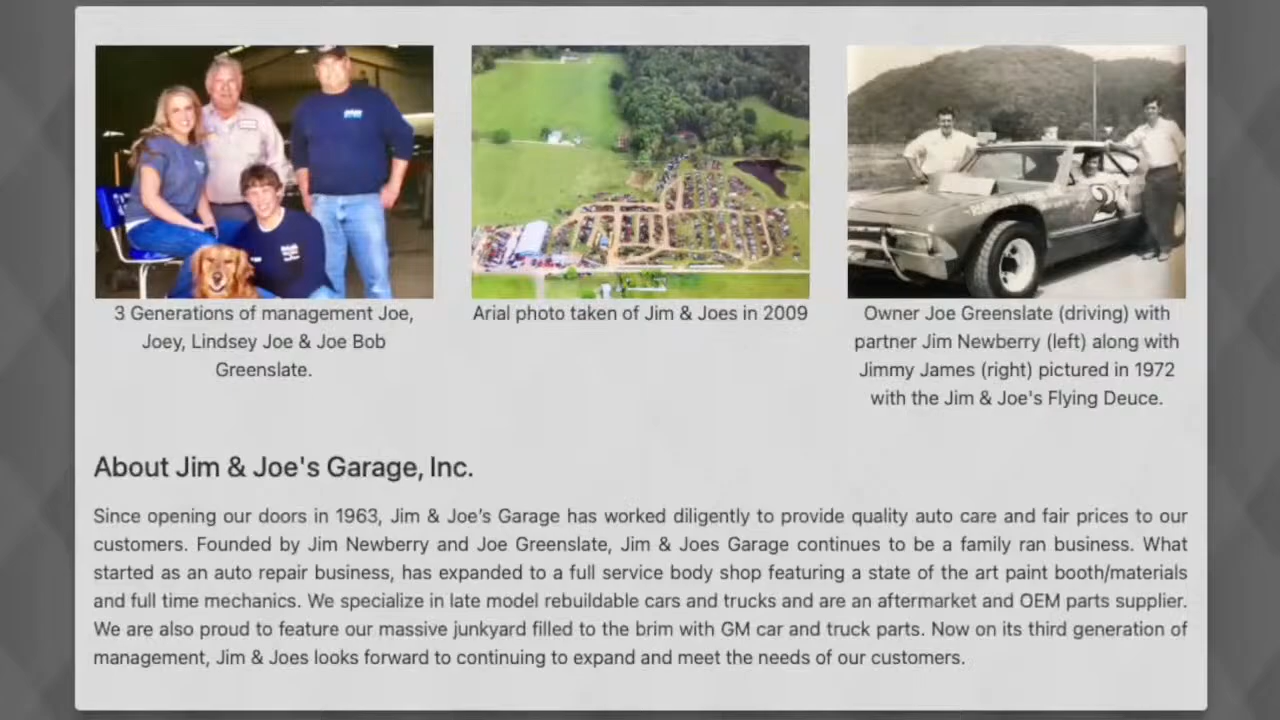 3 Generations of management Joe,
Joey, Lindsey Joe & Joe Bob
Greenslate.
Arial photo taken of Jim & Joes in 2009
Owner Joe Greenslate (driving) with
partner Jim Newberry (left) along with
Jimmy James (right) pictured in 1972
with the Jim & Joe's Flying Deuce.
2
About Jim & Joe's Garage, Inc.
Since opening our doors in 1963, Jim & Joe’s Garage has worked diligently to provide quality auto care and fair prices to our
customers. Founded by Jim Newberry and Joe Greenslate, Jim & Joes Garage continues to be a family ran business. What
started as an auto repair business, has expanded to a full service body shop featuring a state of the art paint booth/materials
and full time mechanics. We specialize in late model rebuildable cars and trucks and are an aftermarket and OEM parts supplier.
We are also proud to feature our massive junkyard filled to the brim with GM car and truck parts. Now on its third generation of
management, Jim & Joes looks forward to continuing to expand and meet the needs of our customers.